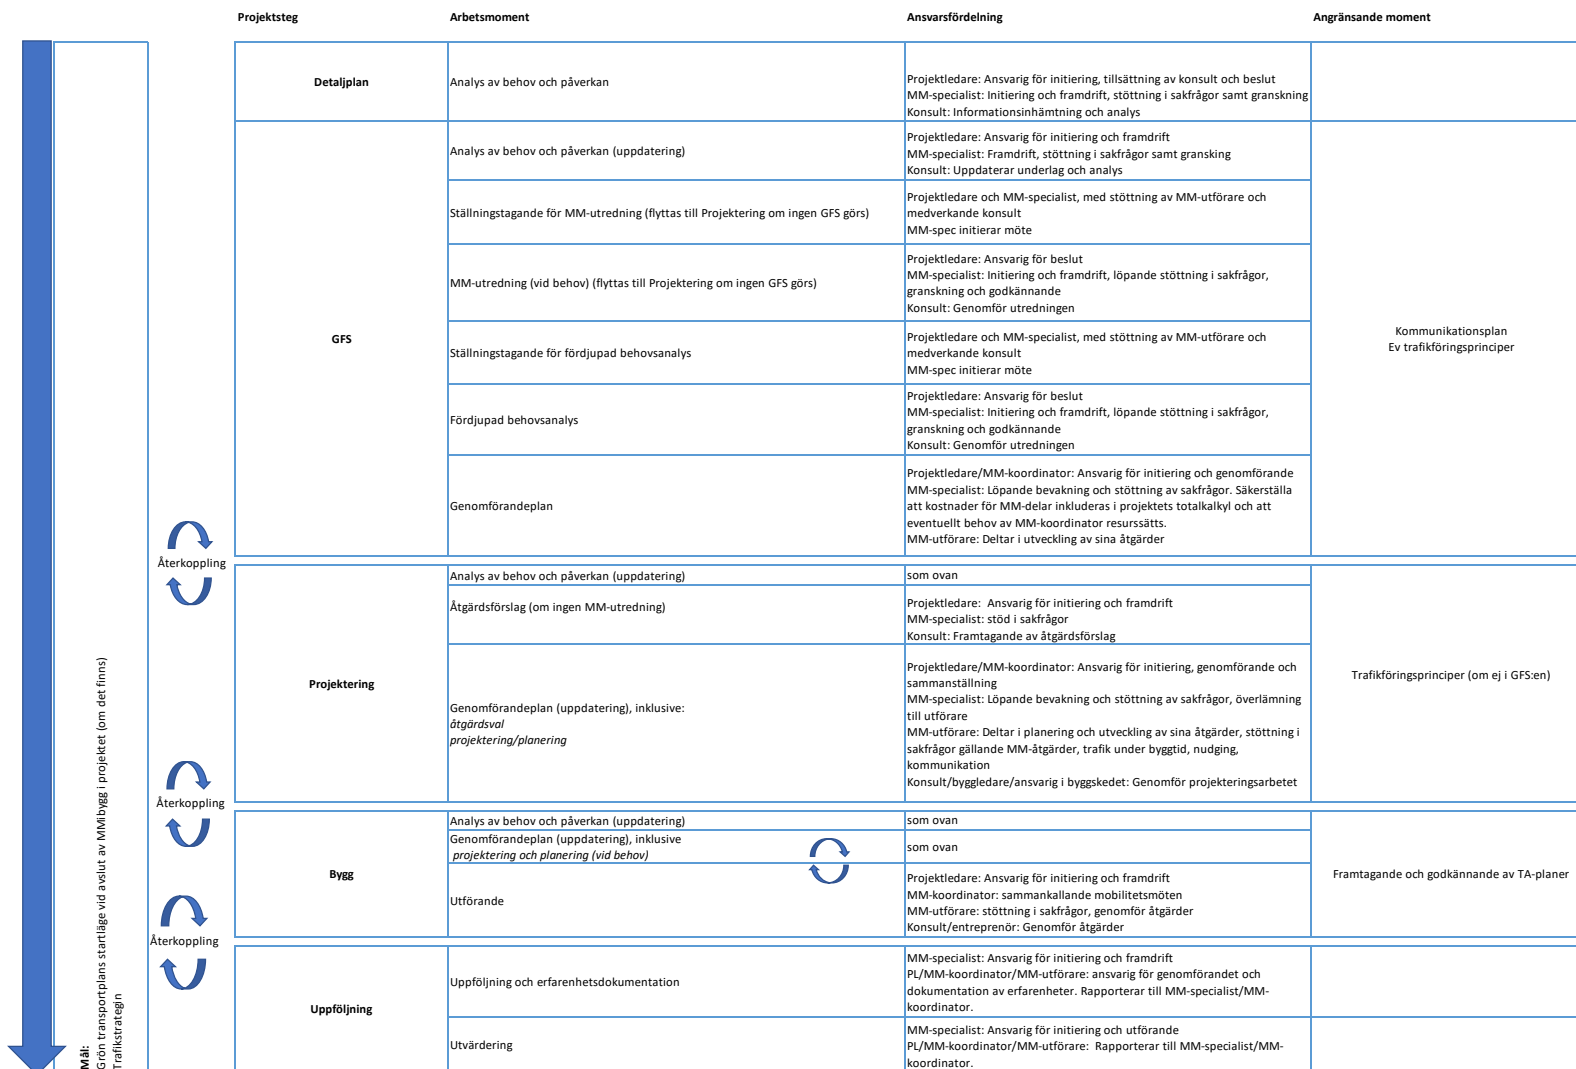 Projektsteg
Arbetsmoment
Ansvarsfördelning
Angränsande moment
Detaljplan
Analys av behov och påverkan
Projektledare: Ansvarig för initiering, tillsättning av konsult och beslut
MM-specialist: Initiering och framdrift, stöttning i sakfrågor samt granskning
Konsult: Informationsinhämtning och analys
GFS
Analys av behov och påverkan (uppdatering)
Projektledare: Ansvarig för initiering och framdrift
MM-specialist: Framdrift, stöttning i sakfrågor samt gransking
Konsult: Uppdaterar underlag och analys
Ställningstagande för MM-utredning (flyttas till Projektering om ingen GFS görs)
Projektledare och MM-specialist, med stöttning av MM-utförare och
medverkande konsult
MM-spec initierar möte
MM-utredning (vid behov) (flyttas till Projektering om ingen GFS görs)
Projektledare: Ansvarig för beslut
MM-specialist: Initiering och framdrift, löpande stöttning i sakfrågor,
granskning och godkännande
Konsult: Genomför utredningen
Ställningstagande för fördjupad behovsanalys
Projektledare och MM-specialist, med stöttning av MM-utförare och
medverkande konsult
MM-spec initierar möte
Fördjupad behovsanalys
Projektledare: Ansvarig för beslut
MM-specialist: Initiering och framdrift, löpande stöttning i sakfrågor,
granskning och godkännande
Konsult: Genomför utredningen
Genomförandeplan
Projektledare/MM-koordinator: Ansvarig för initiering och genomförande
MM-specialist: Löpande bevakning och stöttning av sakfrågor. Säkerställa
att kostnader för MM-delar inkluderas i projektets totalkalkyl och att
eventuellt behov av MM-koordinator resurssätts.
MM-utförare: Deltar i utveckling av sina åtgärder
Kommunikationsplan
Ev trafikföringsprinciper
Återkoppling
Projektering
Analys av behov och påverkan (uppdatering)
som ovan
Åtgärdsförslag (om ingen MM-utredning)
Projektledare:  Ansvarig för initiering och framdrift
MM-specialist: stöd i sakfrågor
Konsult: Framtagande av åtgärdsförslag
Genomförandeplan (uppdatering), inklusive:
åtgärdsval
projektering/planering
Projektledare/MM-koordinator: Ansvarig för initiering, genomförande och
sammanställning
MM-specialist: Löpande bevakning och stöttning av sakfrågor, överlämning
till utförare
MM-utförare: Deltar i planering och utveckling av sina åtgärder, stöttning i
sakfrågor gällande MM-åtgärder, trafik under byggtid, nudging,
kommunikation
Konsult/byggledare/ansvarig i byggskedet: Genomför projekteringsarbetet
Trafikföringsprinciper (om ej i GFS:en)
Återkoppling
Bygg
Analys av behov och påverkan (uppdatering)
som ovan
Genomförandeplan (uppdatering), inklusive
projektering och planering (vid behov)
som ovan
Utförande
Projektledare: Ansvarig för initiering och framdrift
MM-koordinator: sammankallande mobilitetsmöten
MM-utförare: stöttning i sakfrågor, genomför åtgärder
Konsult/entreprenör: Genomför åtgärder
Framtagande och godkännande av TA-planer
Återkoppling
Uppföljning
Uppföljning och erfarenhetsdokumentation
MM-specialist: Ansvarig för initiering och framdrift
PL/MM-koordinator/MM-utförare: ansvarig för genomförandet och
dokumentation av erfarenheter. Rapporterar till MM-specialist/MM-
koordinator.
Utvärdering
MM-specialist: Ansvarig för initiering och utförande
PL/MM-koordinator/MM-utförare:  Rapporterar till MM-specialist/MM-
koordinator.
Mål:
Grön transportplans startläge vid avslut av MMibygg i projektet (om det finns)
Trafikstrategin